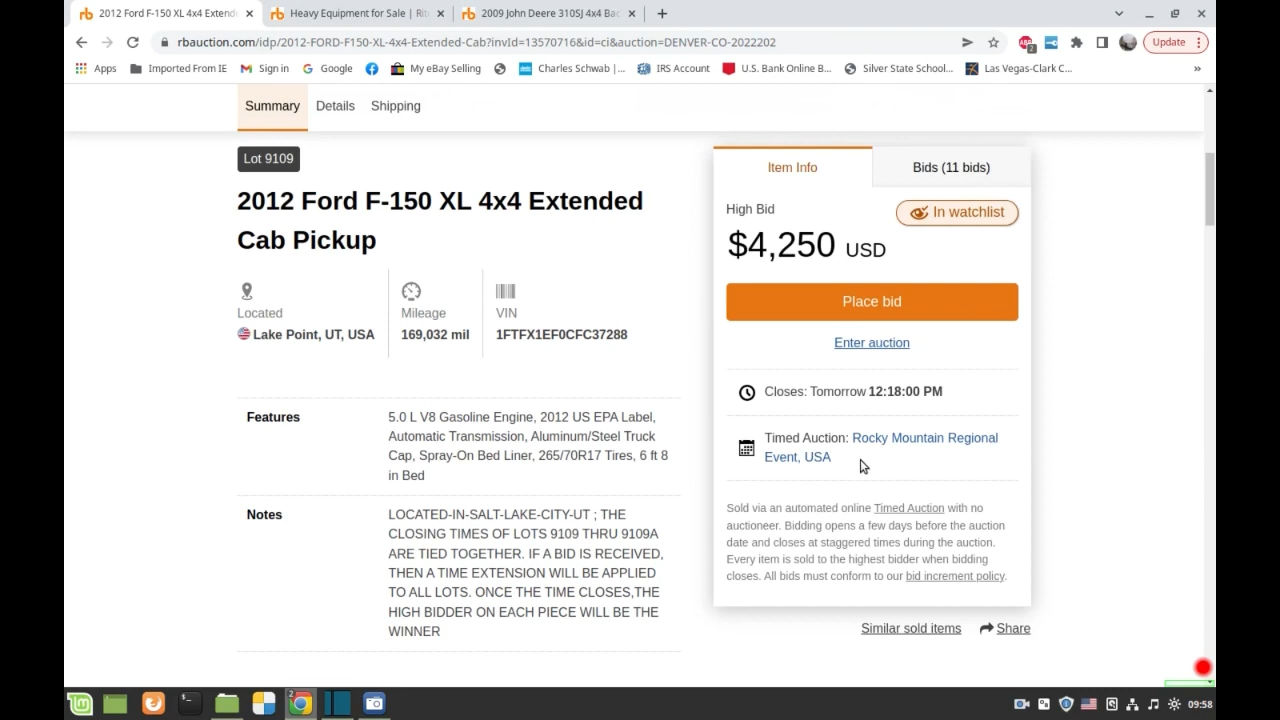 2012 Ford F-150 XL 4x4 Extende
Heavy Equipment for Sale | Rit
2009 John Deere 310SJ 4x4 Ba
rbauction.com/idp/2012-FORD-F150-XL-4x4-Extended-Cab?invId=13570716&id=ci&auction=DENVER-CO-2022202
2
Update
Apps
Imported From IE
Sign in
Google
My eBay Selling
Charles Schwab |...
IRS Account
U.S. Bank Online B...
Silver State School...
Las Vegas-Clark C...
»
Summary
Details
Shipping
Lot 9109
2012 Ford F-150 XL 4x4 Extended
Cab Pickup
Located
Lake Point, UT, USA
Mileage
169,032 mil
VIN
1FTFX1EF0CFC37288
Features
5.0 L V8 Gasoline Engine, 2012 US EPA Label,
Automatic Transmission, Aluminum/Steel Truck
Cap, Spray-On Bed Liner, 265/70R17 Tires, 6 ft 8
in Bed
Notes
LOCATED-IN-SALT-LAKE-CITY-UT ; THE
CLOSING TIMES OF LOTS 9109 THRU 9109A
ARE TIED TOGETHER. IF A BID IS RECEIVED,
THEN A TIME EXTENSION WILL BE APPLIED
TO ALL LOTS. ONCE THE TIME CLOSES,THE
HIGH BIDDER ON EACH PIECE WILL BE THE
WINNER
Item Info
Bids (11 bids)
High Bid
In watchlist
$4,250 USD
Place bid
Enter auction
Closes: Tomorrow 12:18:00 PM
Timed Auction: Rocky Mountain Regional
Event, USA
Sold via an automated online Timed Auction with no
auctioneer. Bidding opens a few days before the auction
date and closes at staggered times during the auction.
Every item is sold to the highest bidder when bidding
closes. All bids must conform to our bid increment policy.
Similar sold items
Share
2
09:58